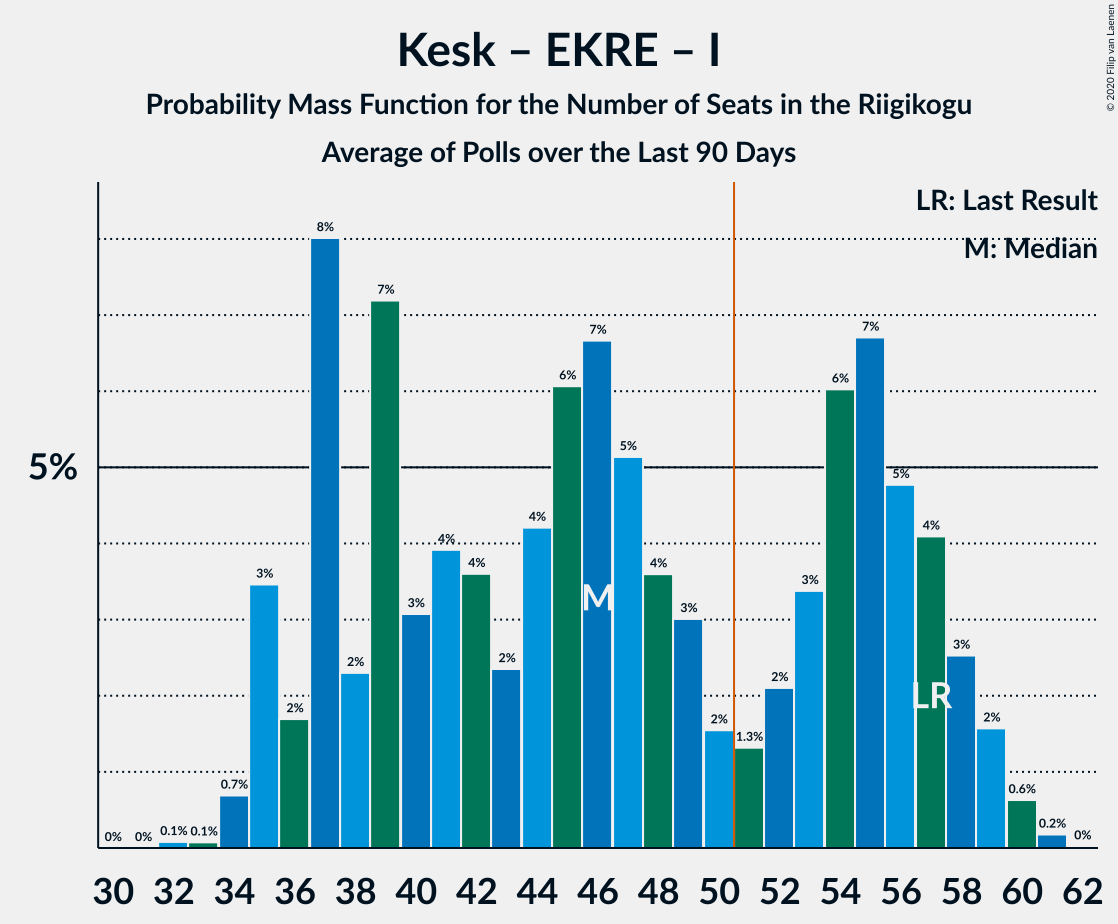 Kesk – EKRE – I
Probability Mass Function for the Number of Seats in the Riigikogu
Average of Polls over the Last 90 Days
© 2020 Filip van Laenen
LR: Last Result
M: Median
5%
0% 0% 0.1% 0.1% 0.7% 3% 2% 8% 2% 7% 3% 4% 4% 2% 4% 6% 7% 5% 4% 3% 2% 1.3% 2% 3% 6% 7% 5% 4% 3% 2% 0.6% 0.2% 0%
M
LR
30 32 34 36 38 40 42 44 46 48 50 52 54 56 58 60 62